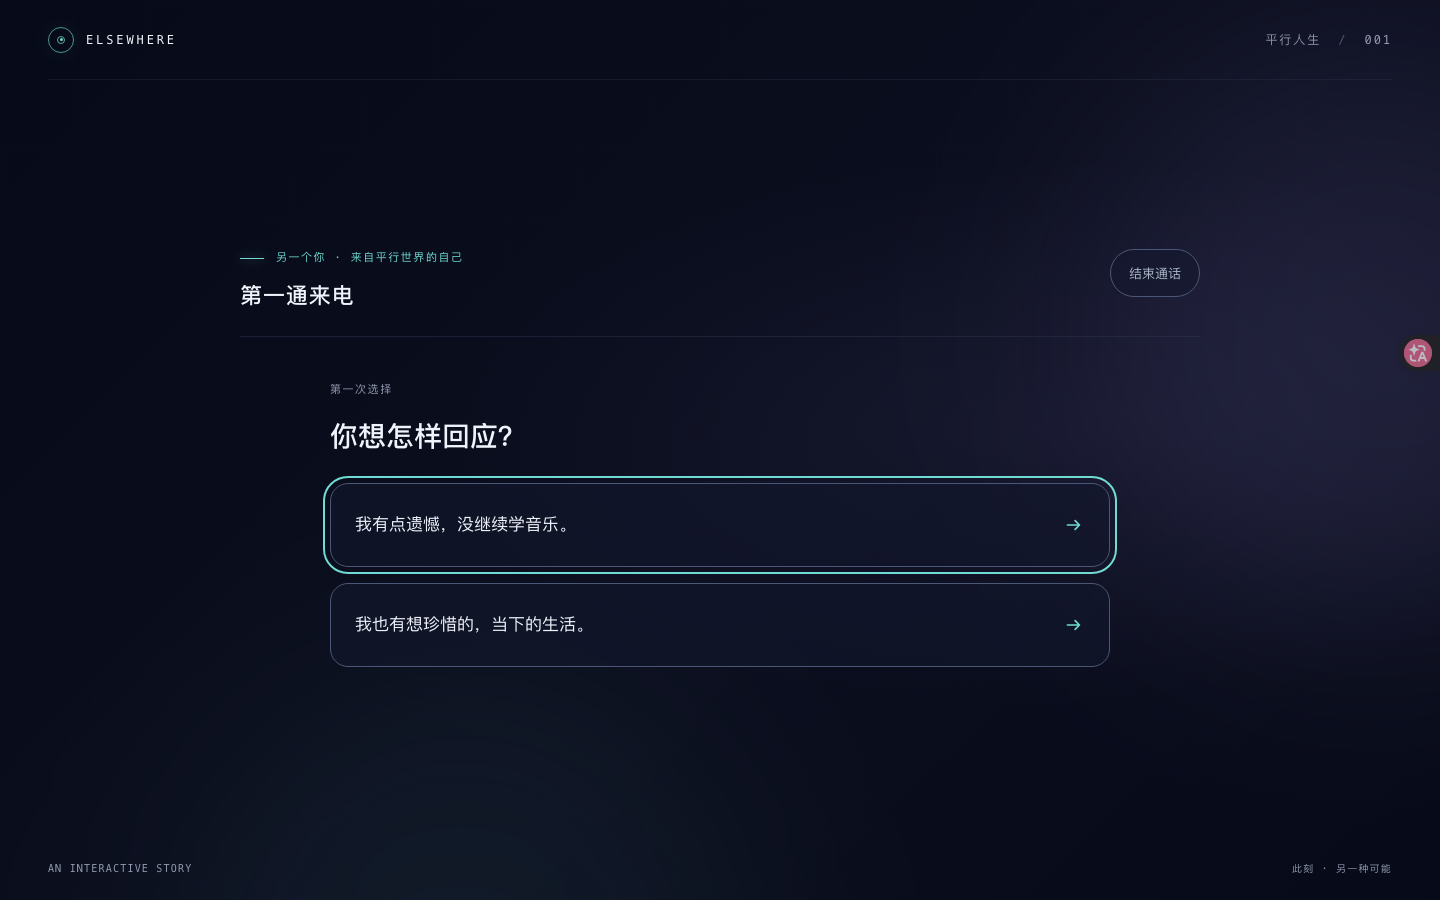 ELSEWHERE
平行人生 / 001
另一个你 · 来自平行世界的自己
第一通来电
结束通话
第一次选择
你想怎样回应?
我有点遗憾，没继续学音乐。
我也有想珍惜的，当下的生活。
AN INTERACTIVE STORY
此刻 · 另一种可能